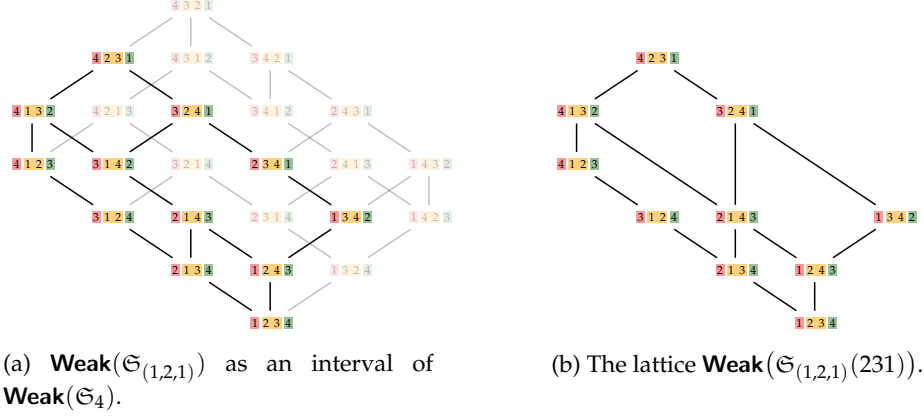 4 3 2 1
4 2 3 1 4 3 1 2 3 4 2 1
4 1 3 2 4 2 1 3 3 2 4 1 3 4 1 2 2 4 3 1
4 1 2 3 3 1 4 2 3 2 1 4 2 3 4 1 2 4 1 3 1 4 3 2
3 1 2 4 2 1 4 3 2 3 1 4 1 3 4 2 1 4 2 3
2 1 3 4 1 2 4 3 1 3 2 4
1 2 3 4
(a) Weak(𝔖_(1,2,1)) as an interval of
Weak(𝔖_4).
4 2 3 1
4 1 3 2 3 2 4 1
4 1 2 3
3 1 2 4 2 1 4 3 1 3 4 2
2 1 3 4 1 2 4 3
1 2 3 4
(b) The lattice Weak(𝔖_(1,2,1)(231)).